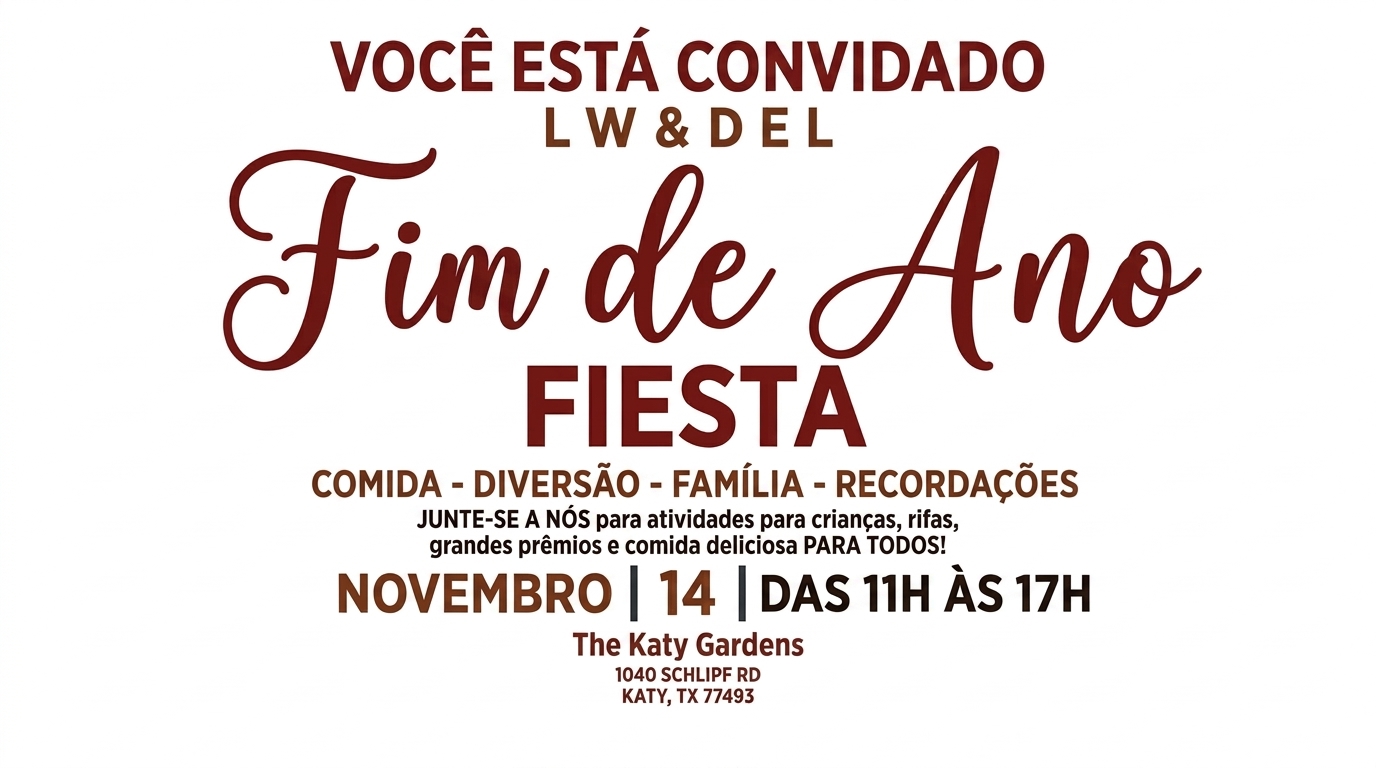 VOCÊ ESTÁ CONVIDADO
LW & DEL
Fim de Ano
FIESTA
COMIDA - DIVERSÃO - FAMÍLIA - RECORDAÇÕES
JUNTE-SE A NÓS para atividades para crianças, rifas,
grandes prêmios e comida deliciosa PARA TODOS!
NOVEMBRO | 14 | DAS 11H ÀS 17H
The Katy Gardens
1040 SCHLIPF RD
KATY, TX 77493